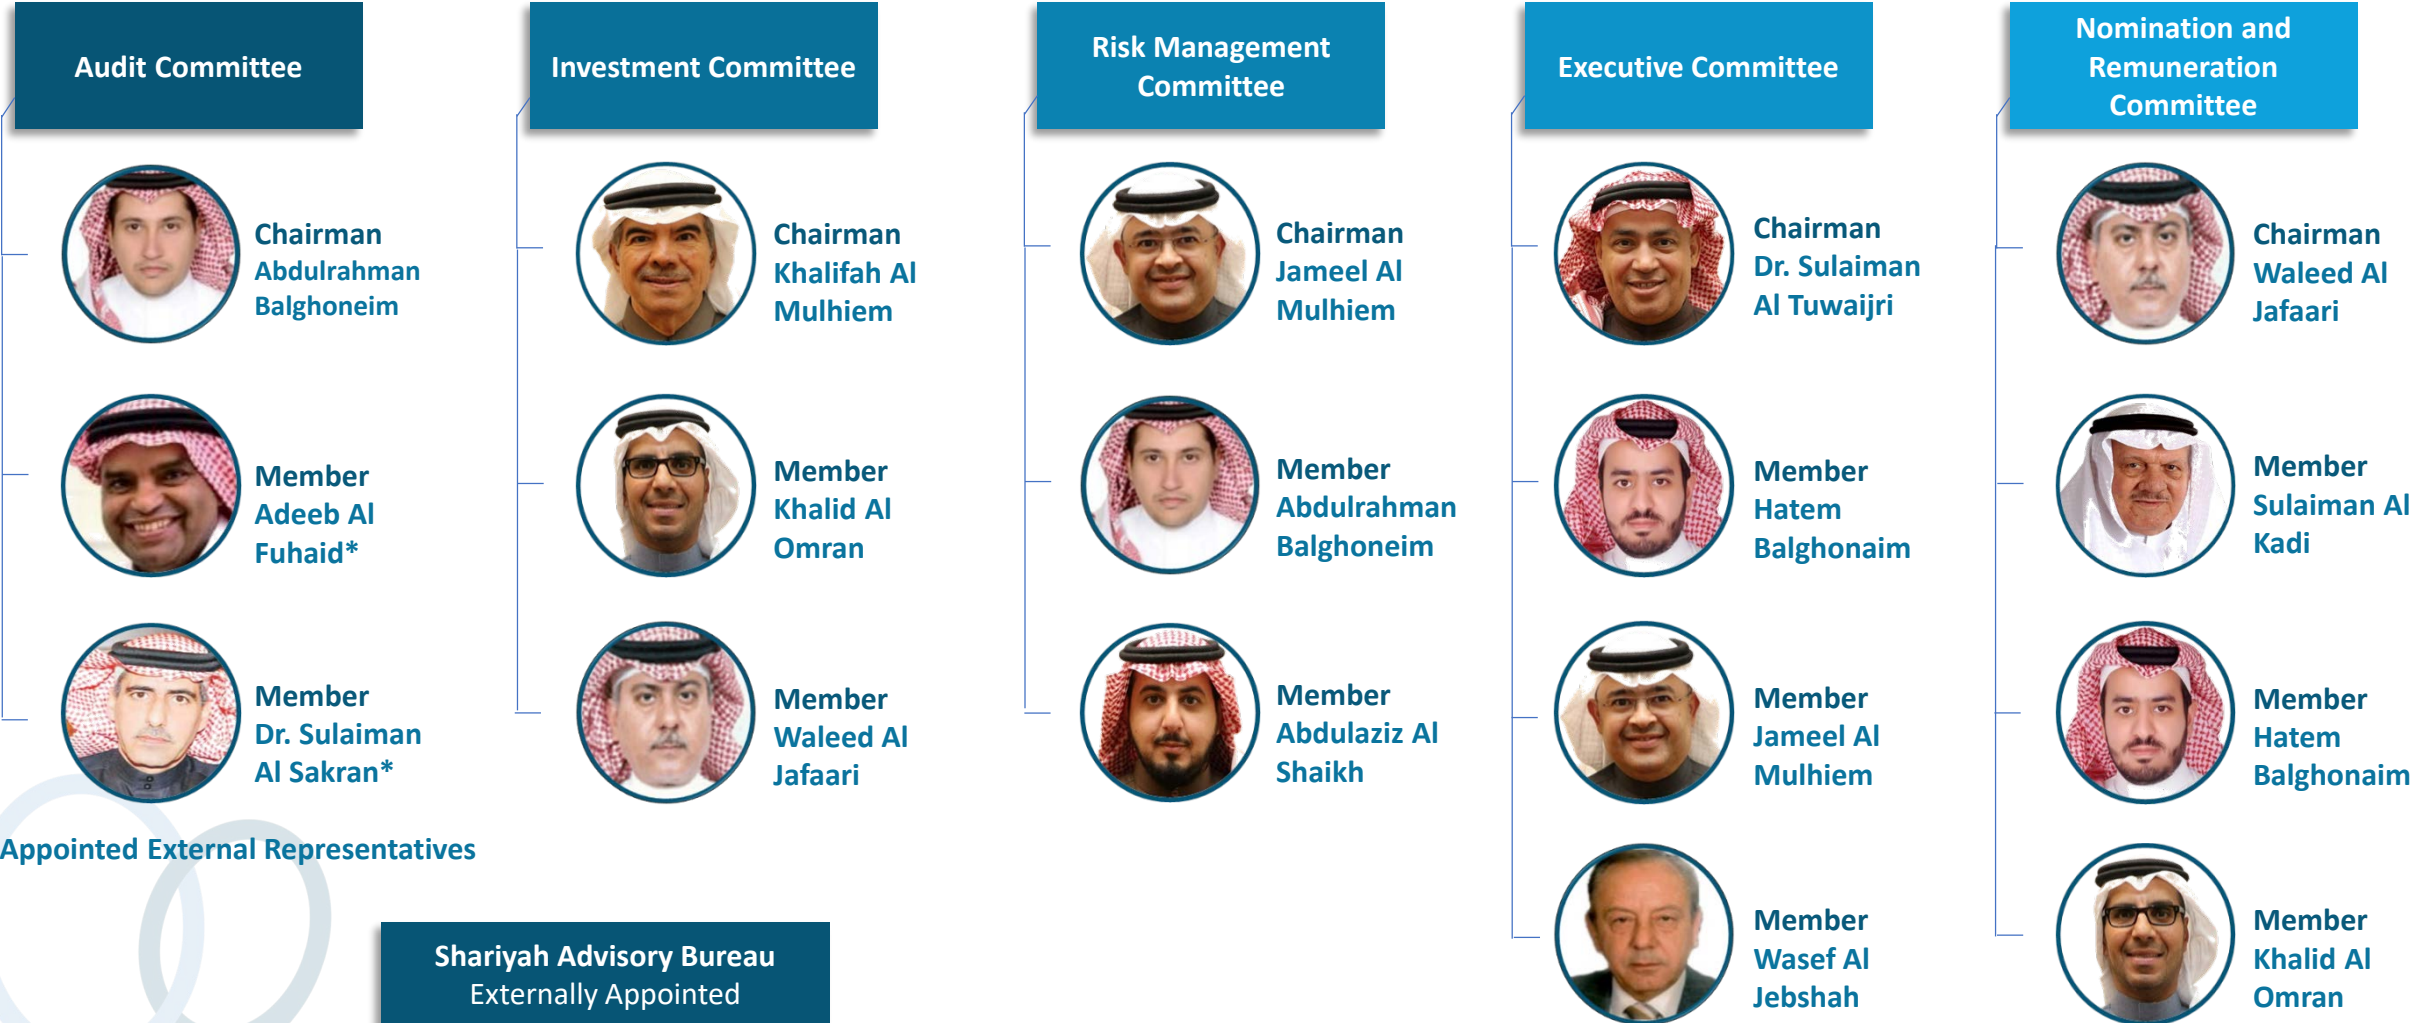 Audit Committee
Chairman
Abdulrahman
Balghoneim
Member
Adeeb Al
Fuhaid*
Member
Dr. Sulaiman
Al Sakran*
Appointed External Representatives
Investment Committee
Chairman
Khalifah Al
Mulhiem
Member
Khalid Al
Omran
Member
Waleed Al
Jafaari
Risk Management
Committee
Chairman
Jameel Al
Mulhiem
Member
Abdulrahman
Balghoneim
Member
Abdulaziz Al
Shaikh
Executive Committee
Chairman
Dr. Sulaiman
Al Tuwaijri
Member
Hatem
Balghonaim
Member
Jameel Al
Mulhiem
Member
Wasef Al
Jebshah
Nomination and
Remuneration
Committee
Chairman
Waleed Al
Jafaari
Member
Sulaiman Al
Kadi
Member
Hatem
Balghonaim
Member
Khalid Al
Omran
Shariyah Advisory Bureau
Externally Appointed